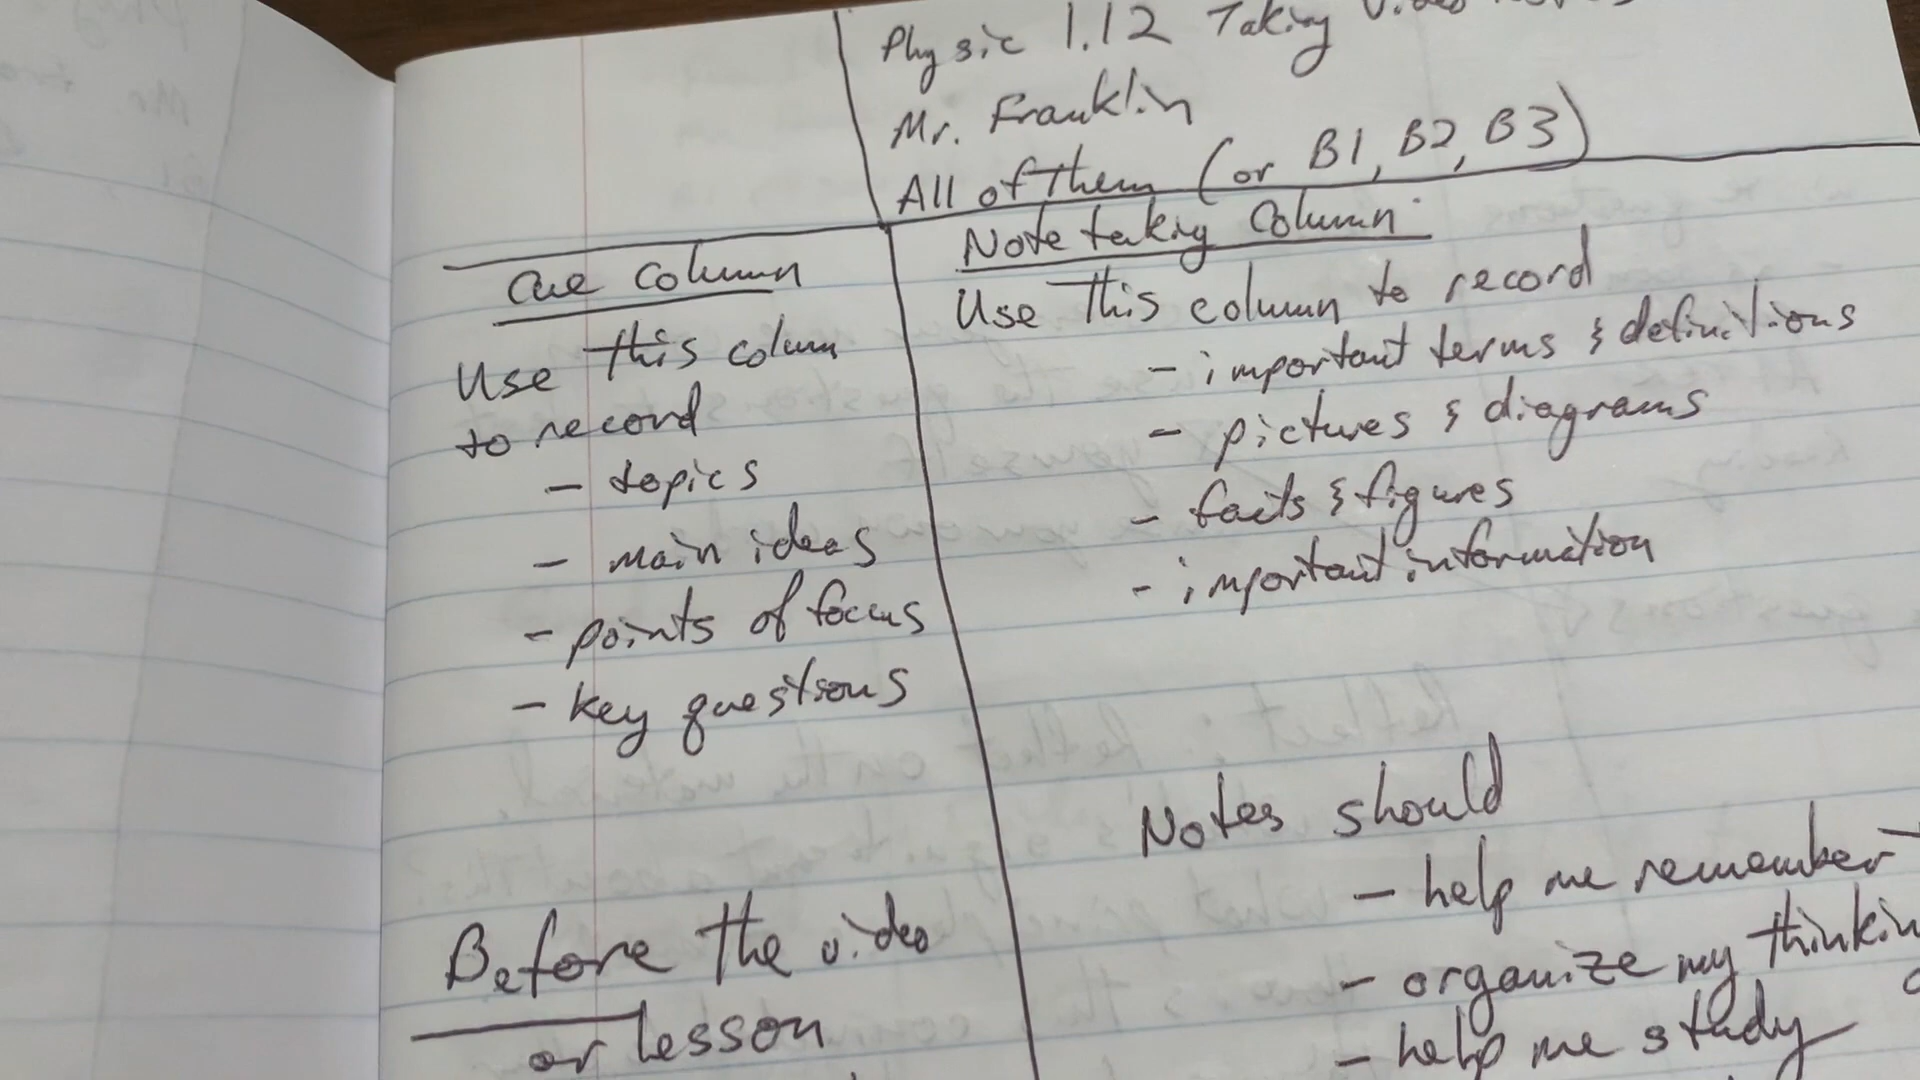 Physic 1.12 Taking Video
Mr. Franklin
All of them (or B1, B2, B3)
Cue column
Use this column
to record
- topics
- main ideas
- points of focus
- key questions
Before the video
or lesson
Note taking Column
Use this column to record
- important terms & definitions
- pictures & diagrams
- facts & figures
- important information
Notes should
- help me remember
- organize my thinkin
- help me study